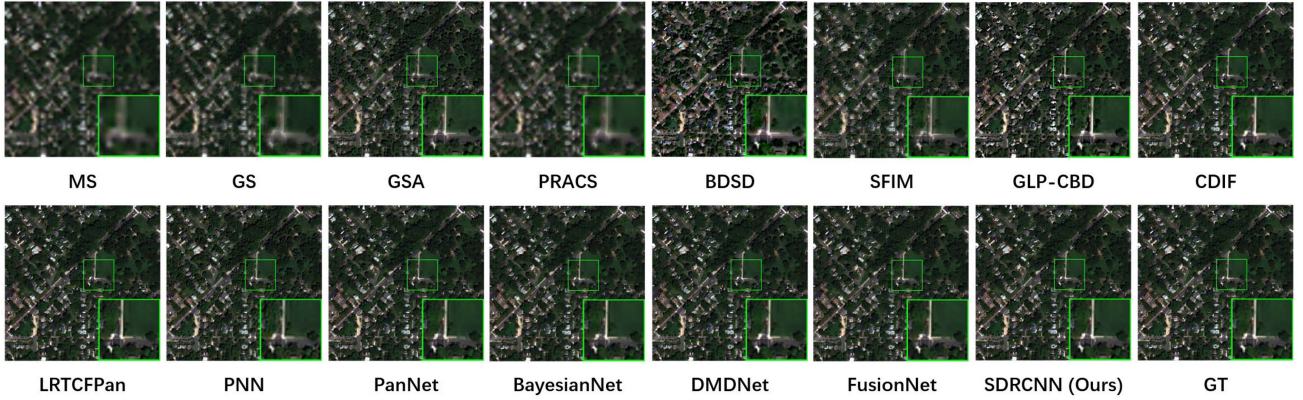 MS GS GSA PRACS BDSD SFIM GLP-CBD CDIF
LRTCFPan PNN PanNet BayesianNet DMDNet FusionNet SDRCNN (Ours) GT